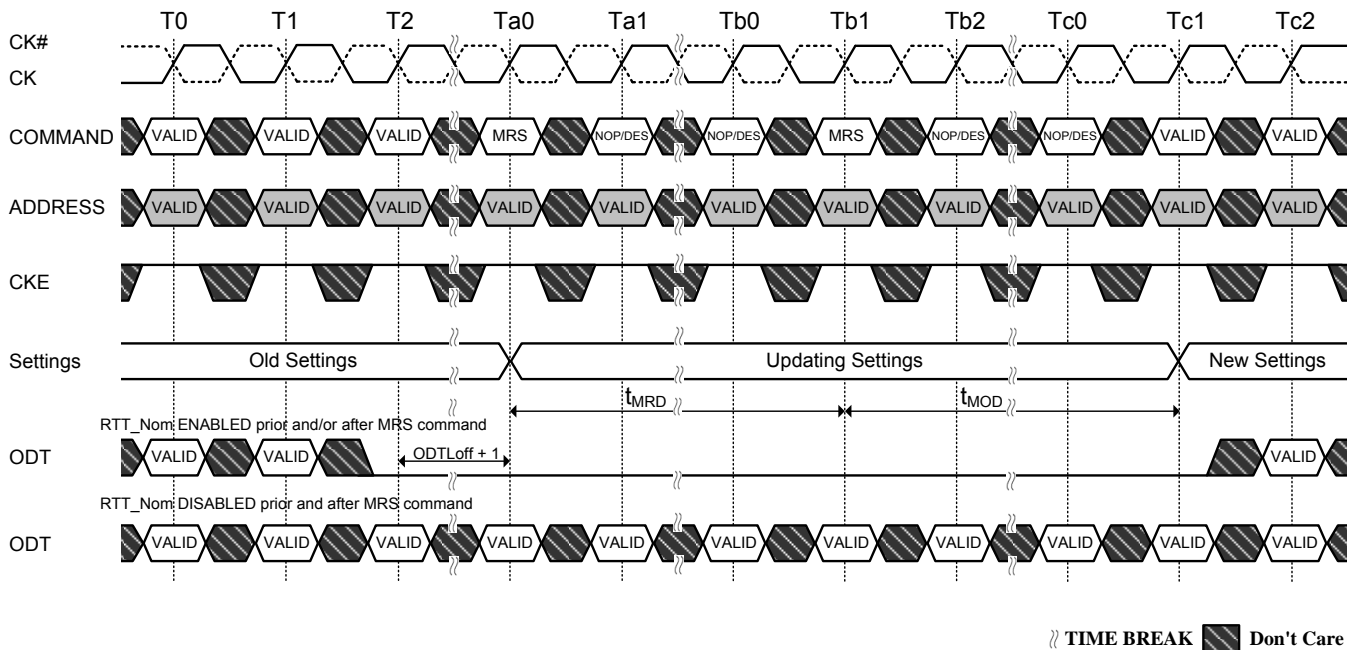 T0 T1 T2 Ta0 Ta1 Tb0 Tb1 Tb2 Tc0 Tc1 Tc2
CK#
CK
COMMAND VALID VALID VALID MRS NOP/DES NOP/DES MRS NOP/DES NOP/DES VALID VALID
ADDRESS VALID VALID VALID VALID VALID VALID VALID VALID VALID VALID VALID
CKE
Settings Old Settings Updating Settings New Settings
tMRD tMOD
RTT_Nom ENABLED prior and/or after MRS command
ODT VALID VALID ODTLoff + 1 VALID
RTT_Nom DISABLED prior and after MRS command
ODT VALID VALID VALID VALID VALID VALID VALID VALID VALID VALID VALID
TIME BREAK Don't Care